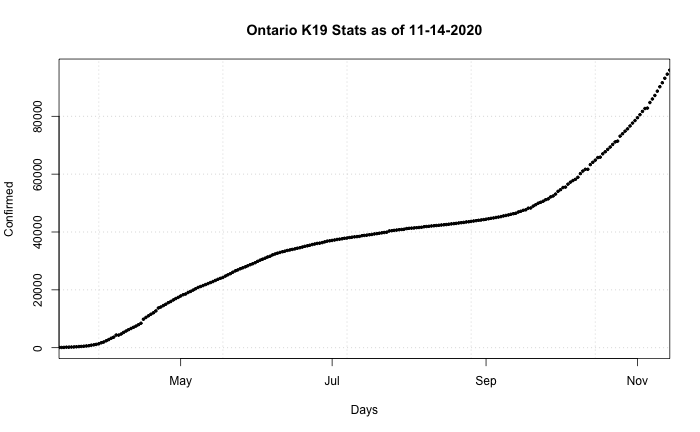 Ontario K19 Stats as of 11-14-2020
Confirmed
80000
60000
40000
20000
0
May Jul Sep Nov
Days